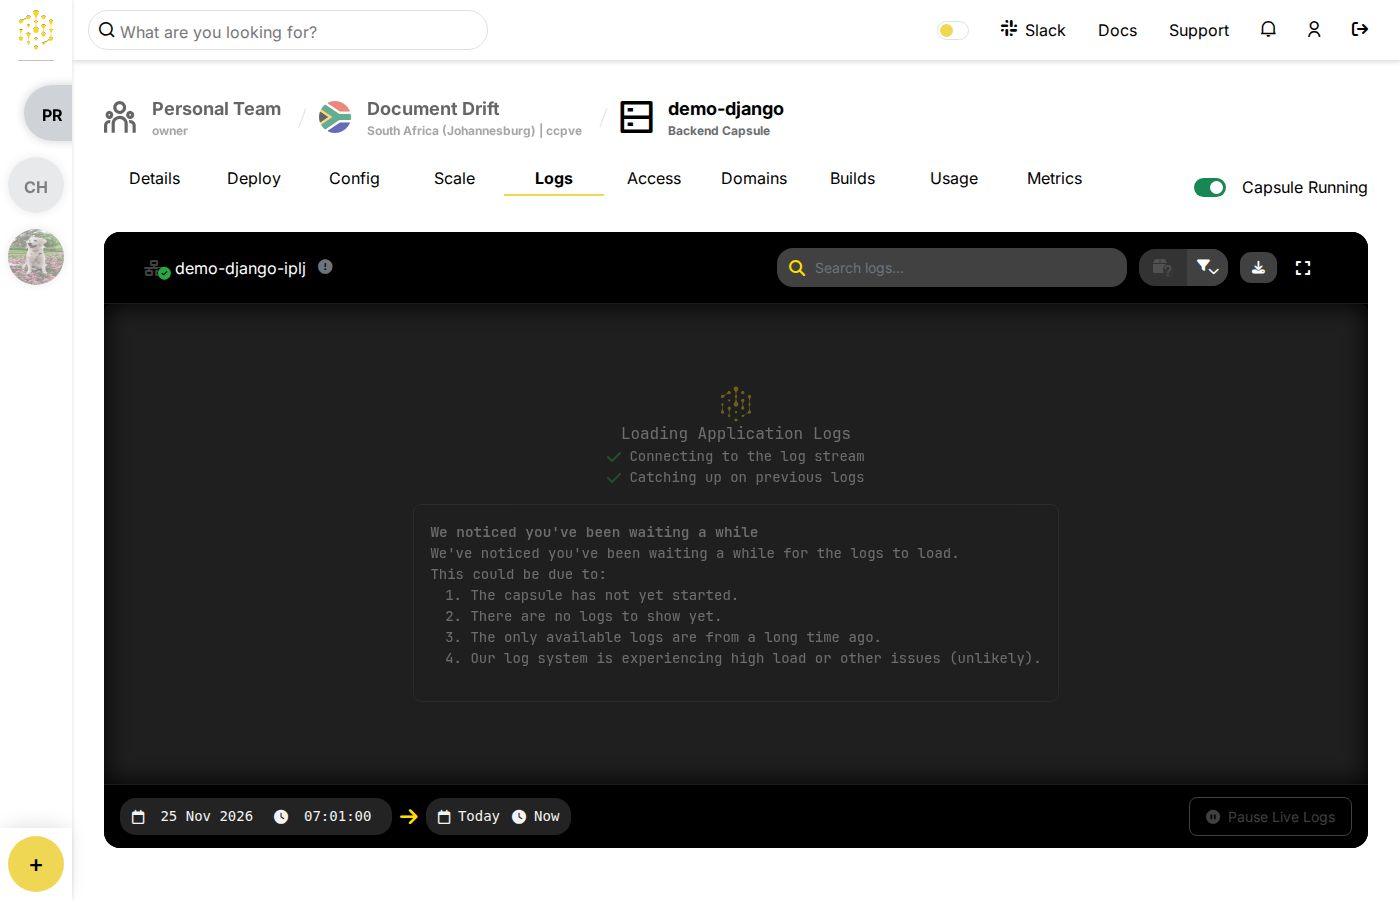 What are you looking for?
Slack
Docs
Support
PR
CH
+
Personal Team
owner
/
Document Drift
South Africa (Johannesburg) | ccpve
/
demo-django
Backend Capsule
Details
Deploy
Config
Scale
Logs
Access
Domains
Builds
Usage
Metrics
Capsule Running
demo-django-iplj
Search logs...
Loading Application Logs
Connecting to the log stream
Catching up on previous logs
We noticed you've been waiting a while
We've noticed you've been waiting a while for the logs to load.
This could be due to:
1. The capsule has not yet started.
2. There are no logs to show yet.
3. The only available logs are from a long time ago.
4. Our log system is experiencing high load or other issues (unlikely).
25 Nov 2026 07:01:00
Today Now
Pause Live Logs